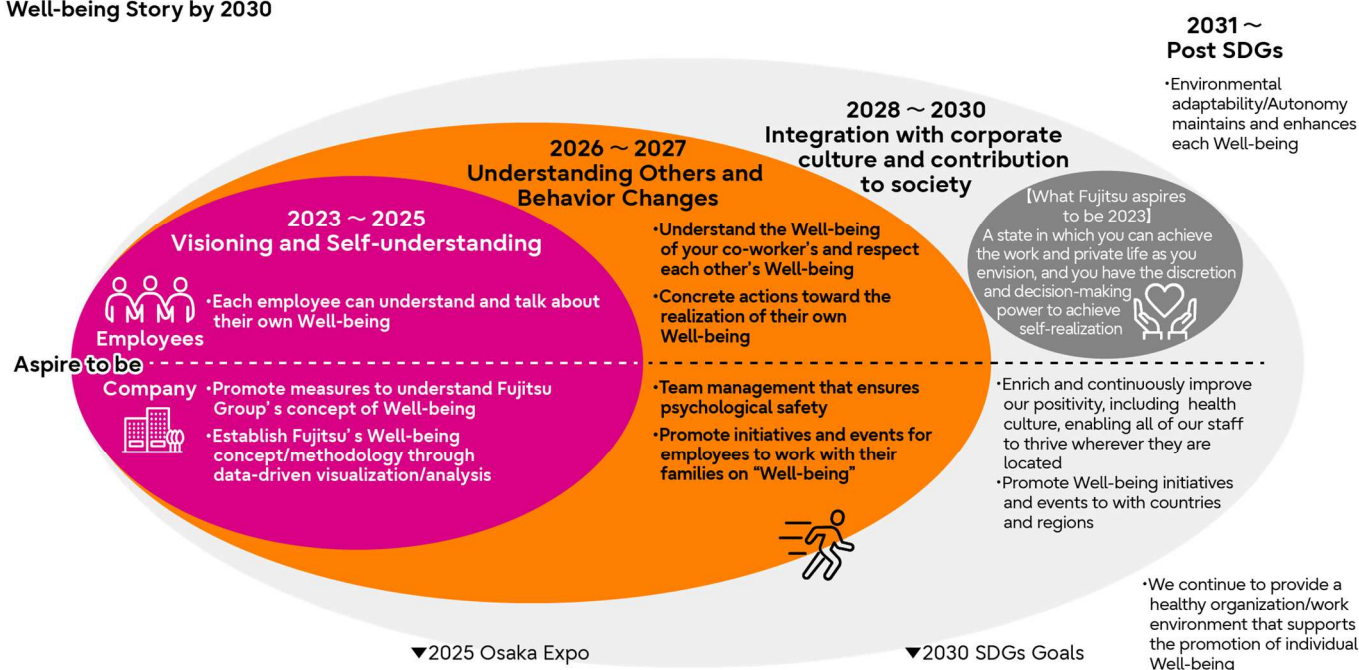 Well-being Story by 2030
2031～
Post SDGs
•Environmental
adaptability/Autonomy
maintains and enhances
each Well-being
2028～2030
Integration with corporate
culture and contribution
to society
【What Fujitsu aspires
to be 2023】
A state in which you can achieve
the work and private life as you
envision, and you have the discretion
and decision-making
power to achieve
self-realization
2026～2027
Understanding Others and
Behavior Changes
•Understand the Well-being
of your co-worker's and respect
each other's Well-being
•Concrete actions toward the
realization of their own
Well-being
2023～2025
Visioning and Self-understanding
Employees
•Each employee can understand and talk about
their own Well-being
Aspire to be
Company
•Promote measures to understand Fujitsu
Group's concept of Well-being
•Establish Fujitsu's Well-being
concept/methodology through
data-driven visualization/analysis
•Team management that ensures
psychological safety
•Promote initiatives and events for
employees to work with their
families on “Well-being”
•Enrich and continuously improve
our positivity, including health
culture, enabling all of our staff
to thrive wherever they are
located
•Promote Well-being initiatives
and events to with countries
and regions
•We continue to provide a
healthy organization/work
environment that supports
the promotion of individual
Well-being
▼2025 Osaka Expo
▼2030 SDGs Goals